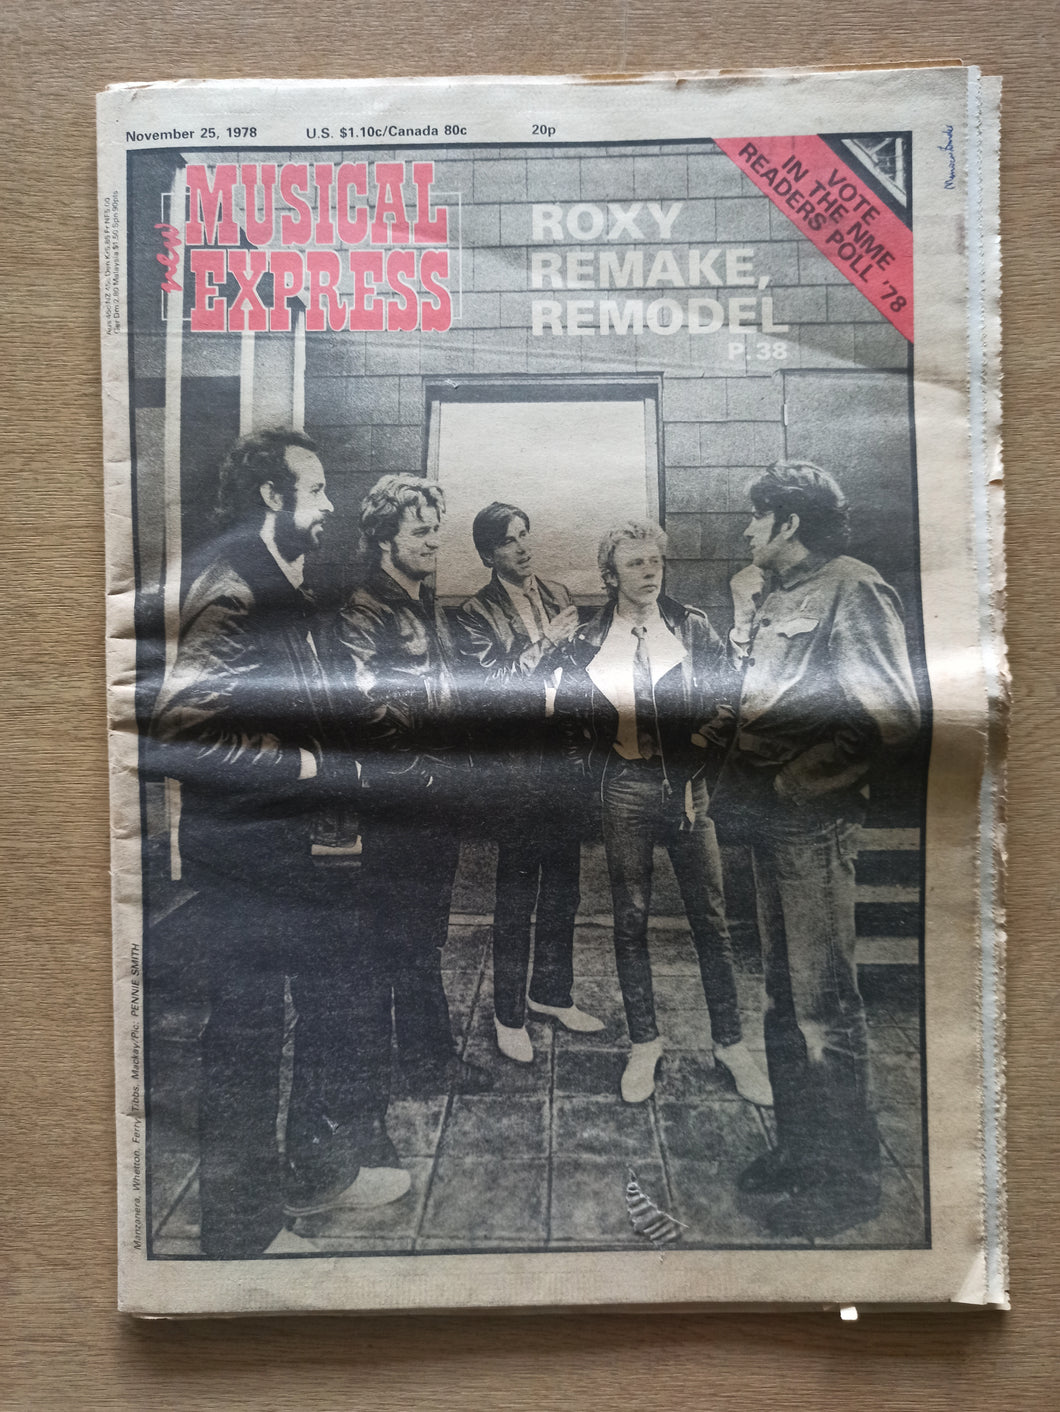 November 25, 1978 U.S. $1.10c/Canada 80c 20p
new
MUSICAL
EXPRESS
ROXY
REMAKE,
REMODEL
P. 38
VOTE
IN THE NME
READERS POLL '78
Manzanera, Whetton, Ferry, Tibbs, Mackay/Pic: PENNIE SMITH